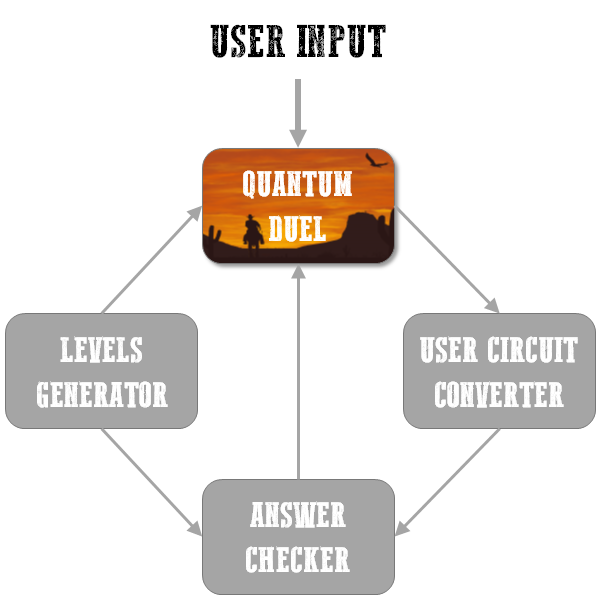 USER INPUT
QUANTUM
DUEL
LEVELS
GENERATOR
USER CIRCUIT
CONVERTER
ANSWER
CHECKER